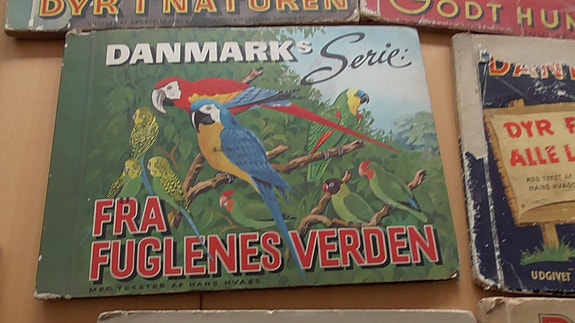 DYR I NATUREN
GODT HUM
DANMARKS Serie:
FRA
FUGLENES VERDEN
MED TEKSTER AF HANS HVASS
DAN
DYR F
ALLE L
MED TEKST AF
HANS HVASS
UDGIVET